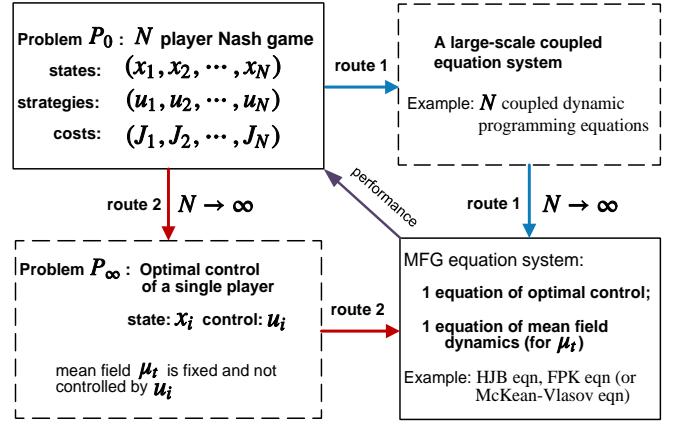 Problem P₀ : N player Nash game
states: (x₁, x₂, ⋯, x_N)
strategies: (u₁, u₂, ⋯, u_N)
costs: (J₁, J₂, ⋯, J_N)
route 1
A large-scale coupled
equation system
Example: N coupled dynamic
programming equations
route 2 N → ∞
performance
route 1 N → ∞
Problem P∞ : Optimal control
of a single player
state: x_i control: u_i
mean field μ_t is fixed and not
controlled by u_i
route 2
MFG equation system:
1 equation of optimal control;
1 equation of mean field
dynamics (for μ_t)
Example: HJB eqn, FPK eqn (or
McKean-Vlasov eqn)